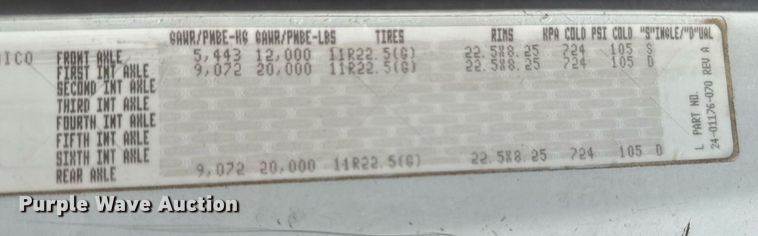 GAWR/PNBE-KG GAWR/PNBE-LBS TIRES RIMS KPA COLD PSI COLD "S"INGLE/"D"UAL
ICO FRONT AXLE 5,443 12,000 11R22.5(G) 22.5X8.25 724 105 S
FIRST INT AXLE 9,072 20,000 11R22.5(G) 22.5X8.25 724 105 D
SECOND INT AXLE
THIRD INT AXLE
FOURTH INT AXLE
FIFTH INT AXLE
SIXTH INT AXLE
REAR AXLE 9,072 20,000 11R22.5(G) 22.5X8.25 724 105 D
L PART NO.
24-01176-070 REV A
Purple Wave Auction